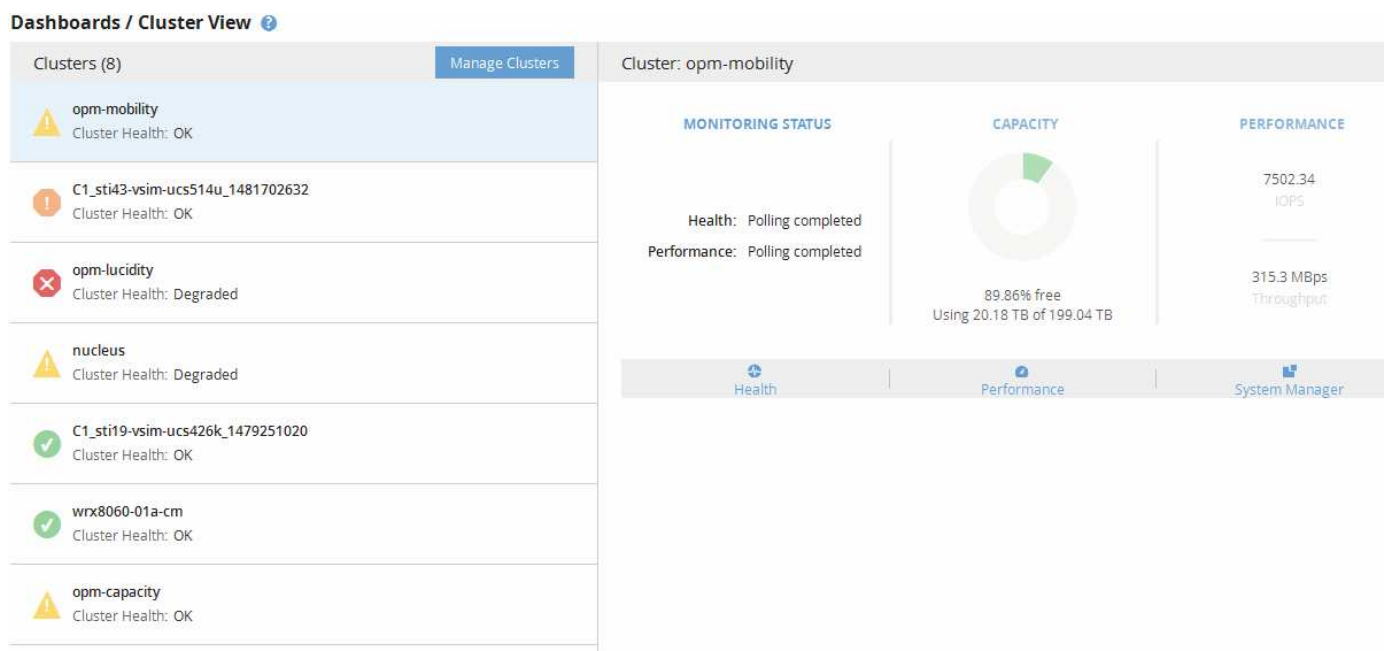 Dashboards / Cluster View ?
Clusters (8)
Manage Clusters
opm-mobility
Cluster Health: OK
C1_sti43-vsim-ucs514u_1481702632
Cluster Health: OK
opm-lucidity
Cluster Health: Degraded
nucleus
Cluster Health: Degraded
C1_sti19-vsim-ucs426k_1479251020
Cluster Health: OK
wrx8060-01a-cm
Cluster Health: OK
opm-capacity
Cluster Health: OK
Cluster: opm-mobility
MONITORING STATUS
Health: Polling completed
Performance: Polling completed
CAPACITY
89.86% free
Using 20.18 TB of 199.04 TB
PERFORMANCE
7502.34
IOPS
315.3 MBps
Throughput
Health
Performance
System Manager